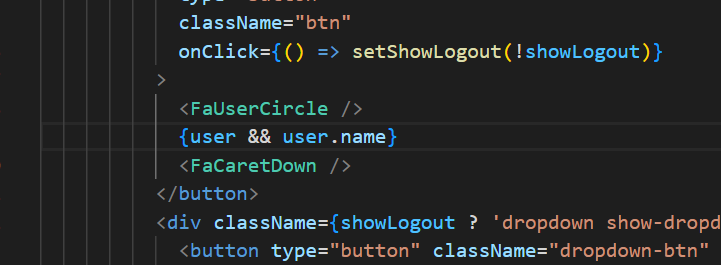 className="btn"
onClick={() => setShowLogout(!showLogout)}
>
<FaUserCircle />
{user && user.name}
<FaCaretDown />
</button>
<div className={showLogout ? 'dropdown show-dropd
<button type="button" className="dropdown-btn"